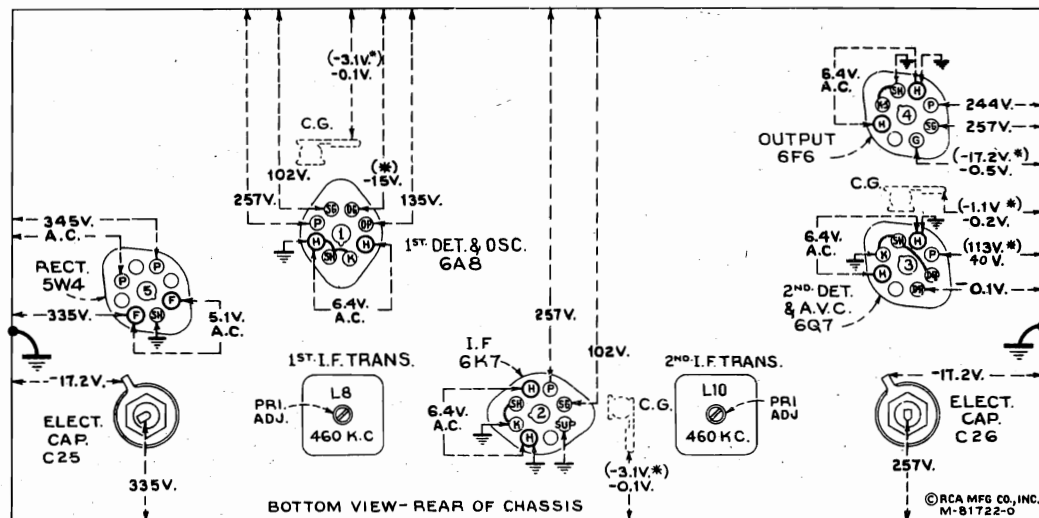 (-3.1V.*)
-0.1V.
C.G.
102V.
(*)
-15V.
257V.
135V.
SG
DG
P
DP
H
1
H
SH
K
1ST. DET. & OSC.
6A8
6.4V.
A.C.
345V.
A.C.
RECT.
5W4
P
P
5
F
F
SH
335V.
5.1V.
A.C.
-17.2V.
ELECT.
CAP.
C25
335V.
1ST. I.F. TRANS.
L8
PRI.
ADJ.
460 K.C.
257V.
102V.
I.F
6K7
H
P
SH
2
SG
K
SUP
H
6.4V.
A.C.
C.G.
(-3.1V.*)
-0.1V.
2ND. I.F. TRANS.
L10
PRI
ADJ
460 K.C.
6.4V.
A.C.
OUTPUT
6F6
SH
H
P
4
H
SG
G
244V.
257V.
(-17.2V.*)
-0.5V.
C.G.
(-1.1V*)
-0.2V.
6.4V.
A.C.
SH
H
K
3
P
H
(113V.*)
40V.
-0.1V.
2ND. DET.
& A.V.C.
6Q7
-17.2V.
ELECT.
CAP.
C26
257V.
BOTTOM VIEW-REAR OF CHASSIS
© RCA MFG CO., INC.
M-81722-0